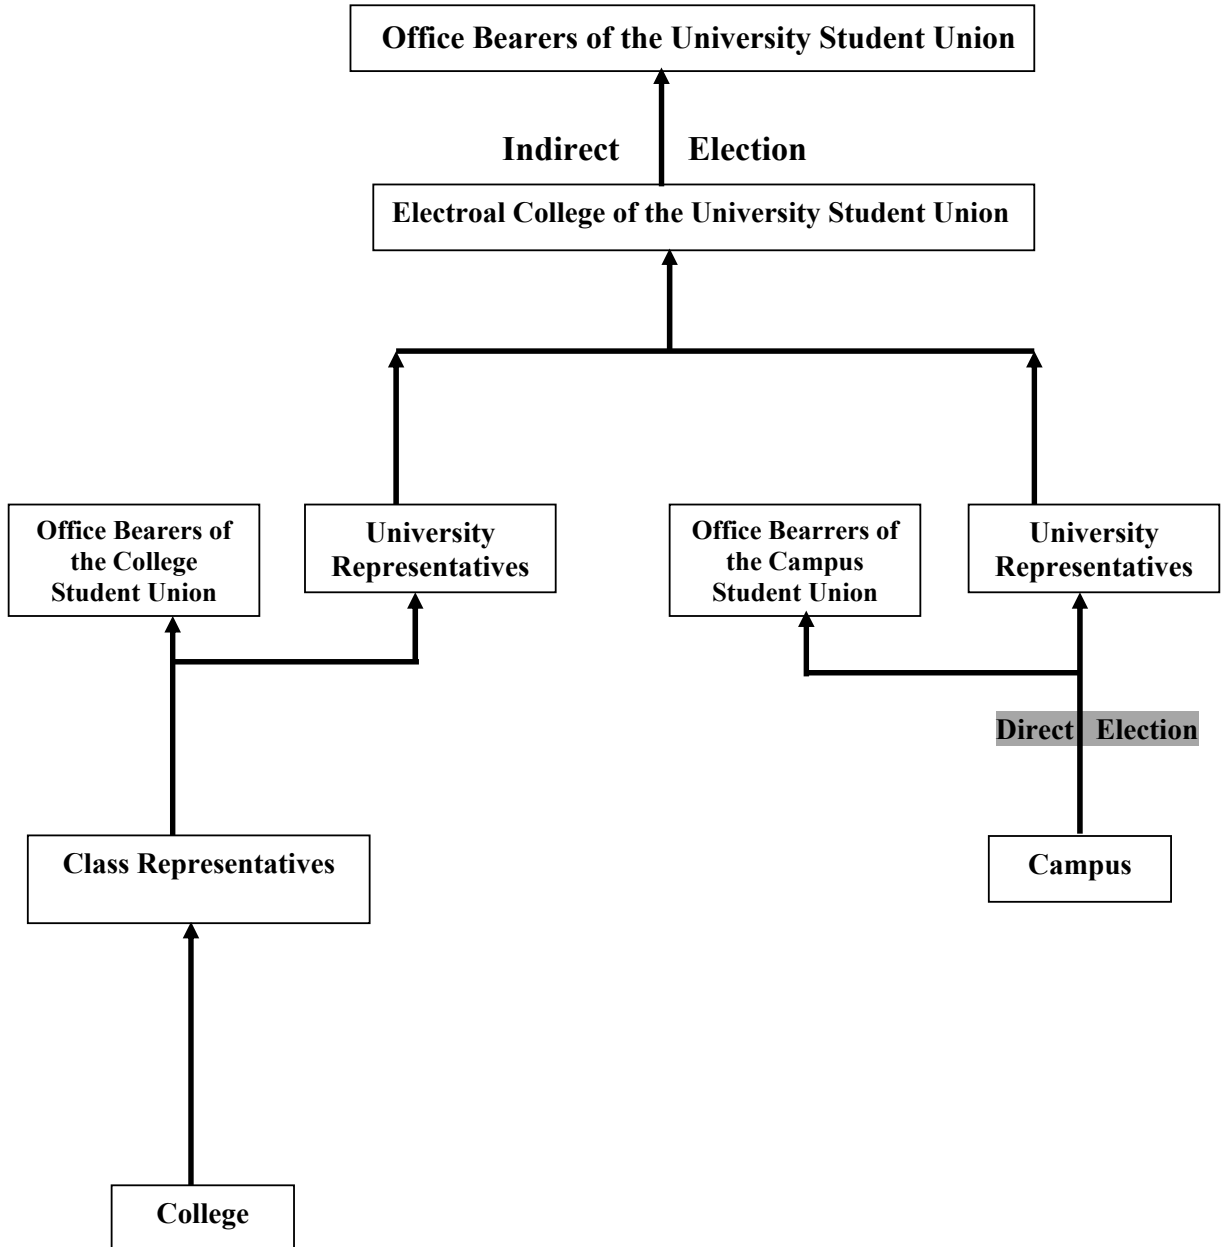 Office Bearers of the University Student Union
Indirect Election
Electroal College of the University Student Union
Office Bearers of
the College
Student Union
University
Representatives
Office Bearrers of
the Campus
Student Union
University
Representatives
Direct Election
Class Representatives
Campus
College